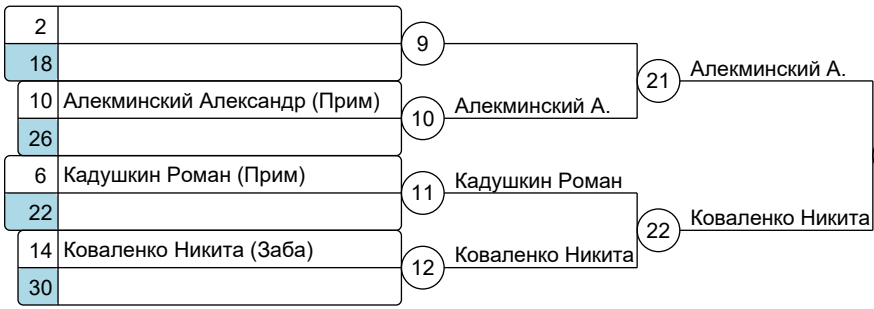 2
9
18
21 Алекминский А.
10 Алекминский Александр (Прим)
10 Алекминский А.
26
6 Кадушкин Роман (Прим)
11 Кадушкин Роман
22
22 Коваленко Никита
14 Коваленко Никита (Заба)
12 Коваленко Никита
30